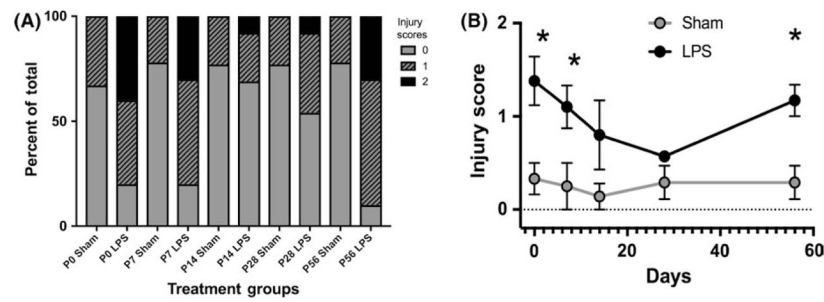 (A)
Injury
scores
0
1
2
Percent of total
100
50
0
P0 Sham
P0 LPS
P7 Sham
P7 LPS
P14 Sham
P14 LPS
P28 Sham
P28 LPS
P56 Sham
P56 LPS
Treatment groups
(B)
Sham
LPS
* * *
Injury score
2
1
0
0 20 40 60
Days